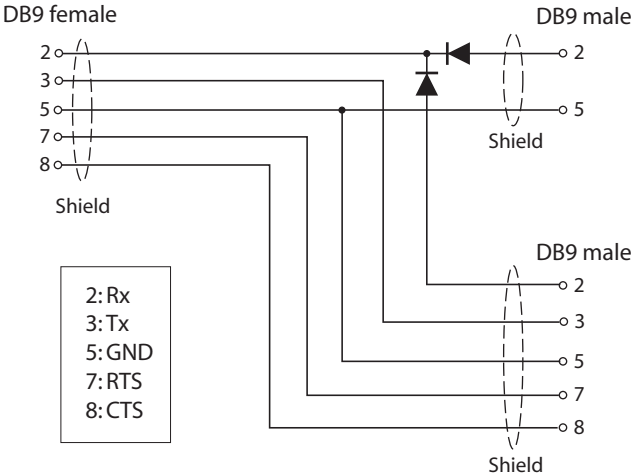 DB9 female
2
3
5
7
8
Shield
DB9 male
2
5
Shield
DB9 male
2
3
5
7
8
Shield
2: Rx
3: Tx
5: GND
7: RTS
8: CTS